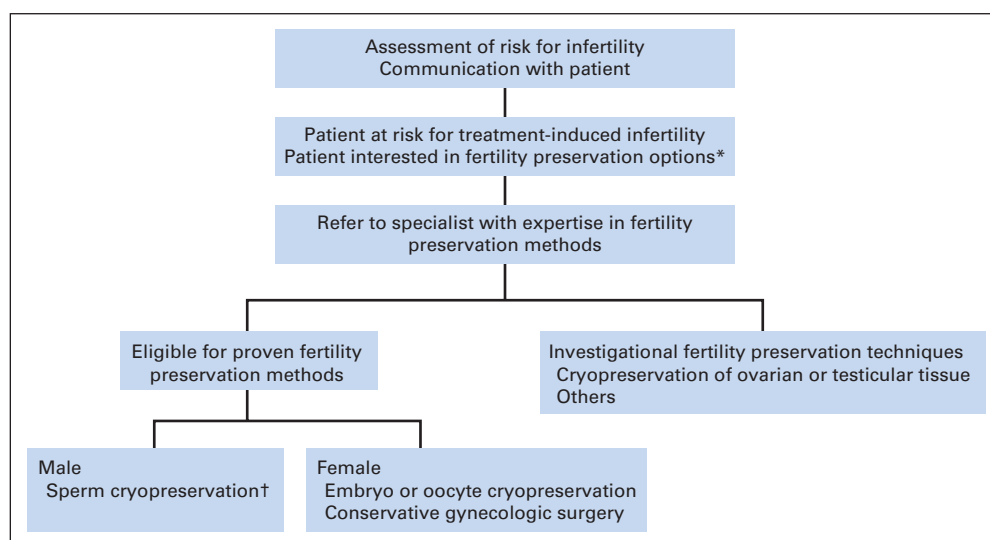 Assessment of risk for infertility
Communication with patient
Patient at risk for treatment-induced infertility
Patient interested in fertility preservation options*
Refer to specialist with expertise in fertility
preservation methods
Eligible for proven fertility
preservation methods
Investigational fertility preservation techniques
Cryopreservation of ovarian or testicular tissue
Others
Male
Sperm cryopreservation†
Female
Embryo or oocyte cryopreservation
Conservative gynecologic surgery